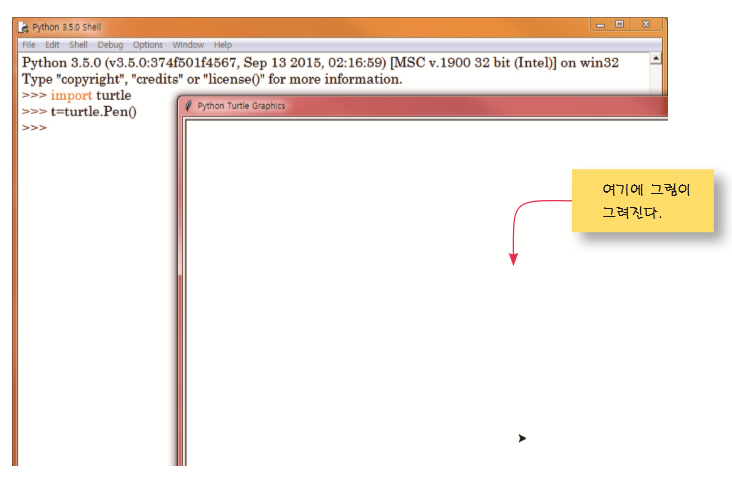 Python 3.5.0 Shell
File Edit Shell Debug Options Window Help
Python 3.5.0 (v3.5.0:374f501f4567, Sep 13 2015, 02:16:59) [MSC v.1900 32 bit (Intel)] on win32
Type "copyright", "credits" or "license()" for more information.
>>> import turtle
>>> t=turtle.Pen()
>>>
Python Turtle Graphics
여기에 그림이
그려진다.